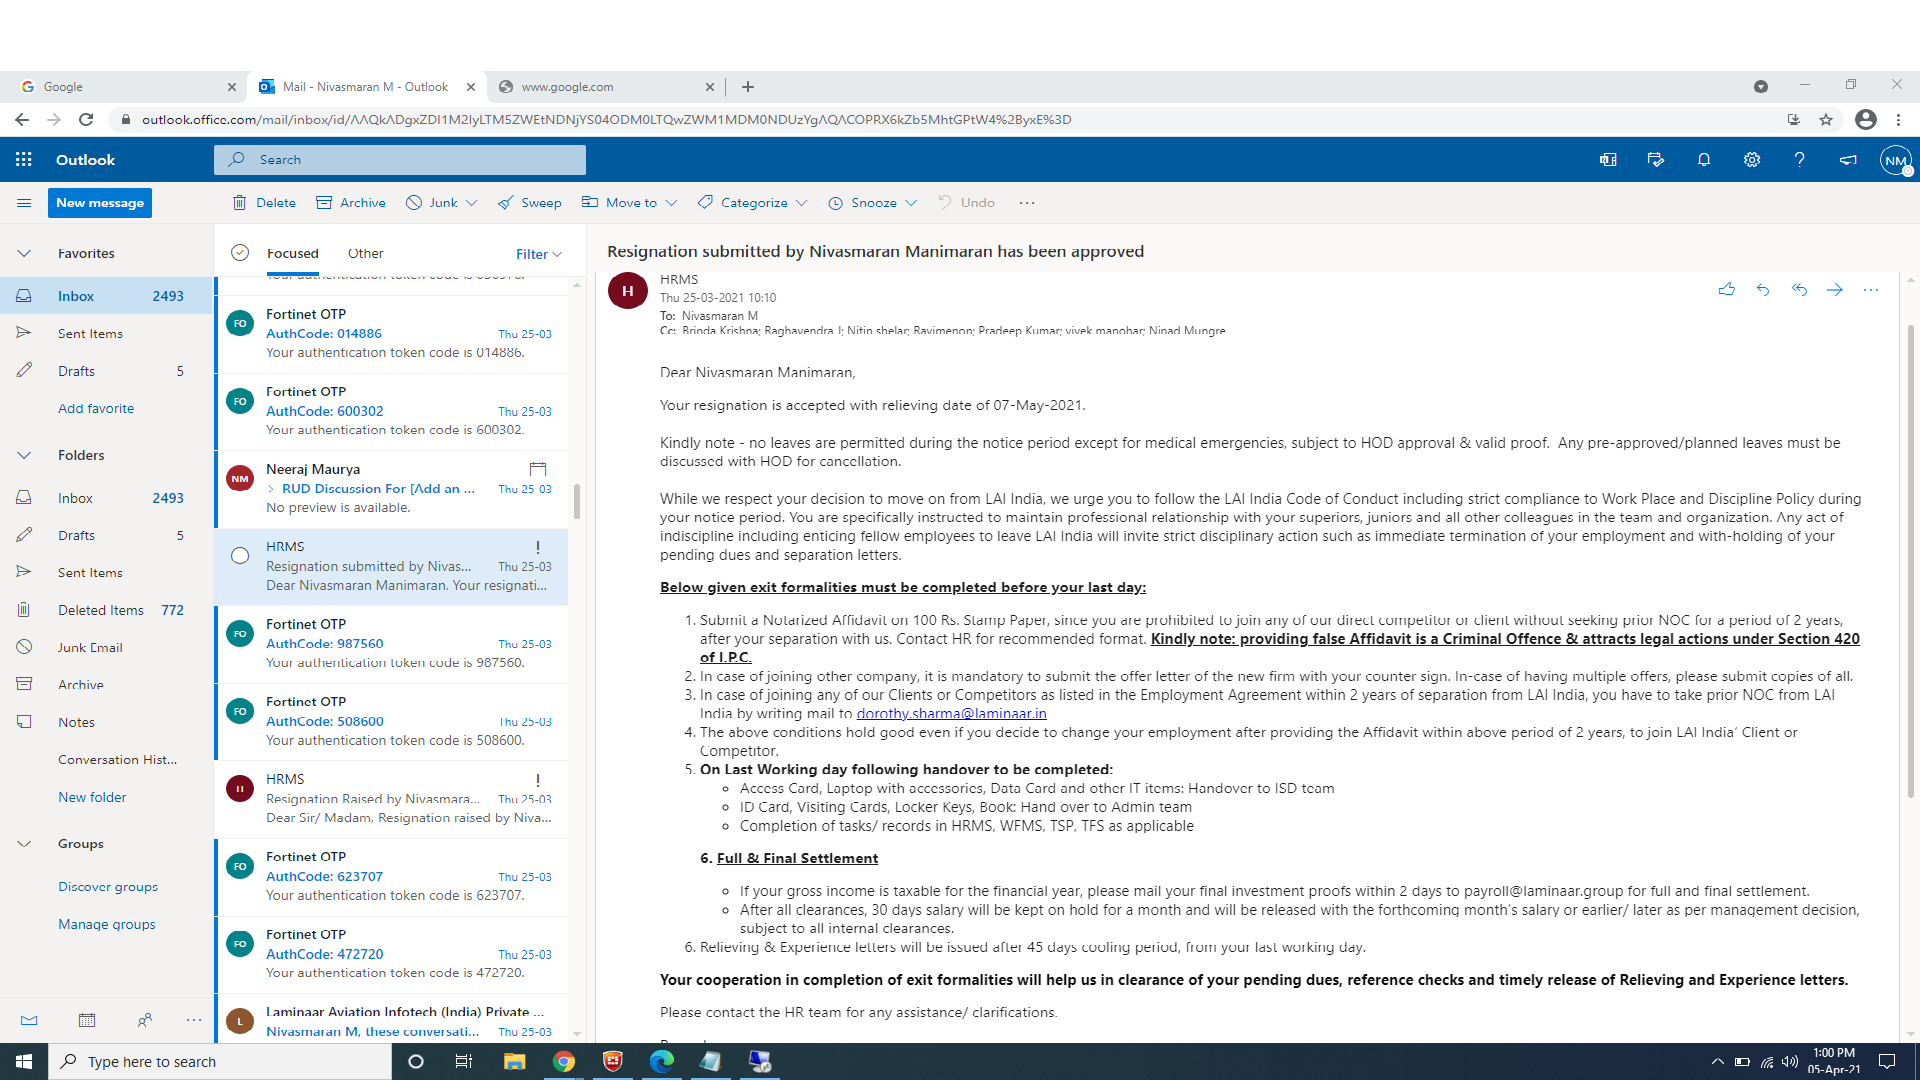 Google
Mail - Nivasmaran M - Outlook
www.google.com
outlook.office.com/mail/inbox/id/
Outlook
Search
NM
New message
Delete
Archive
Junk
Sweep
Move to
Categorize
Snooze
Undo
Favorites
Inbox 2493
Sent Items
Drafts 5
Add favorite
Folders
Inbox 2493
Drafts 5
Sent Items
Deleted Items 772
Junk Email
Archive
Notes
Conversation Hist...
New folder
Groups
Discover groups
Manage groups
Focused
Other
Filter
FO
Fortinet OTP
AuthCode: 014886 Thu 25-03
Your authentication token code is 014886.
FO
Fortinet OTP
AuthCode: 600302 Thu 25-03
Your authentication token code is 600302.
NM
Neeraj Maurya
> RUD Discussion For [Add an ... Thu 25-03
No preview is available.
HRMS
Resignation submitted by Nivas... Thu 25-03
Dear Nivasmaran Manimaran. Your resignati...
FO
Fortinet OTP
AuthCode: 987560 Thu 25-03
Your authentication token code is 987560.
FO
Fortinet OTP
AuthCode: 508600 Thu 25-03
Your authentication token code is 508600.
H
HRMS
Resignation Raised by Nivasmara... Thu 25-03
Dear Sir/ Madam, Resignation raised by Niva...
FO
Fortinet OTP
AuthCode: 623707 Thu 25-03
Your authentication token code is 623707.
FO
Fortinet OTP
AuthCode: 472720 Thu 25-03
Your authentication token code is 472720.
L
Laminaar Aviation Infotech (India) Private ...
Nivasmaran M, these conversati... Thu 25-03
Resignation submitted by Nivasmaran Manimaran has been approved
H
HRMS
Thu 25-03-2021 10:10
To: Nivasmaran M
Cc: Brinda Krishna; Raghavendra J; Nitin shelar; Ravimenon; Pradeep Kumar; vivek manohar; Ninad Mungre
Dear Nivasmaran Manimaran,
Your resignation is accepted with relieving date of 07-May-2021.
Kindly note - no leaves are permitted during the notice period except for medical emergencies, subject to HOD approval & valid proof. Any pre-approved/planned leaves must be
discussed with HOD for cancellation.
While we respect your decision to move on from LAI India, we urge you to follow the LAI India Code of Conduct including strict compliance to Work Place and Discipline Policy during
your notice period. You are specifically instructed to maintain professional relationship with your superiors, juniors and all other colleagues in the team and organization. Any act of
indiscipline including enticing fellow employees to leave LAI India will invite strict disciplinary action such as immediate termination of your employment and with-holding of your
pending dues and separation letters.
Below given exit formalities must be completed before your last day:
1. Submit a Notarized Affidavit on 100 Rs. Stamp Paper, since you are prohibited to join any of our direct competitor or client without seeking prior NOC for a period of 2 years,
after your separation with us. Contact HR for recommended format. Kindly note: providing false Affidavit is a Criminal Offence & attracts legal actions under Section 420
of I.P.C.
2. In case of joining other company, it is mandatory to submit the offer letter of the new firm with your counter sign. In-case of having multiple offers, please submit copies of all.
3. In case of joining any of our Clients or Competitors as listed in the Employment Agreement within 2 years of separation from LAI India, you have to take prior NOC from LAI
India by writing mail to dorothy.sharma@laminaar.in
4. The above conditions hold good even if you decide to change your employment after providing the Affidavit within above period of 2 years, to join LAI India' Client or
Competitor.
5. On Last Working day following handover to be completed:
Access Card, Laptop with accessories, Data Card and other IT items: Handover to ISD team
ID Card, Visiting Cards, Locker Keys, Book: Hand over to Admin team
Completion of tasks/ records in HRMS, WFMS, TSP, TFS as applicable
6. Full & Final Settlement
If your gross income is taxable for the financial year, please mail your final investment proofs within 2 days to payroll@laminaar.group for full and final settlement.
After all clearances, 30 days salary will be kept on hold for a month and will be released with the forthcoming month's salary or earlier/ later as per management decision,
subject to all internal clearances.
6. Relieving & Experience letters will be issued after 45 days cooling period, from your last working day.
Your cooperation in completion of exit formalities will help us in clearance of your pending dues, reference checks and timely release of Relieving and Experience letters.
Please contact the HR team for any assistance/ clarifications.
Type here to search
1:00 PM
05-Apr-21